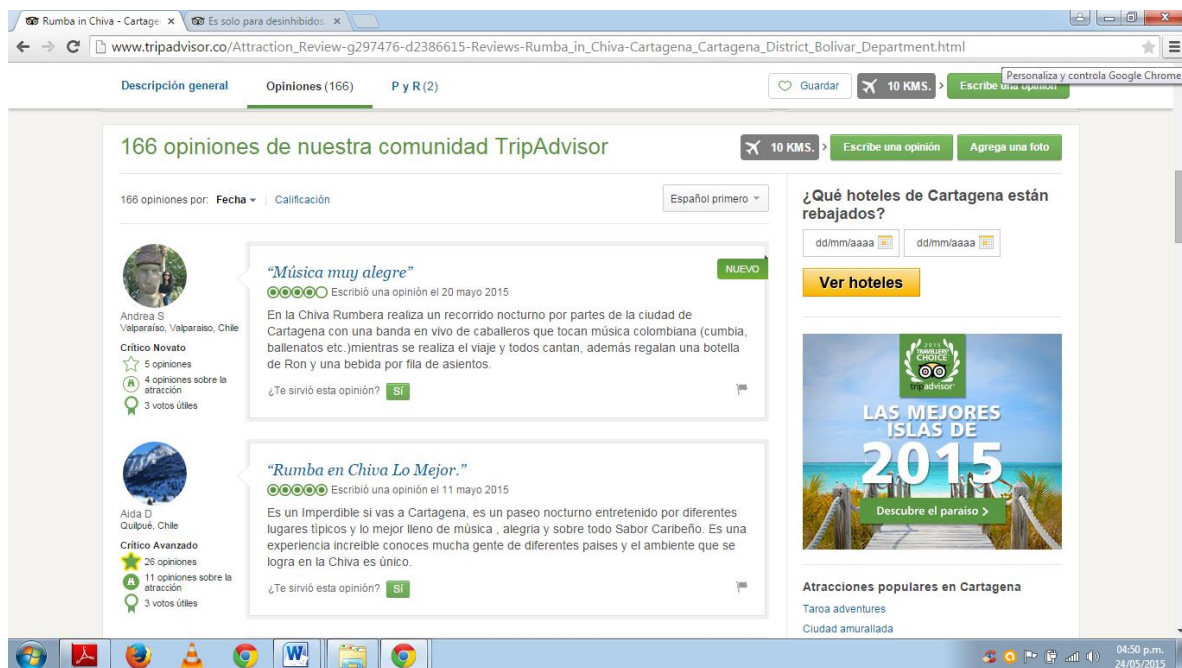 Rumba in Chiva - Cartage
Es solo para desinhibidos
www.tripadvisor.co/Attraction_Review-g297476-d2386615-Reviews-Rumba_in_Chiva-Cartagena_Cartagena_District_Bolivar_Department.html
Personaliza y controla Google Chrome
Descripción general Opiniones (166) P y R (2) Guardar 10 KMS. > Escribe una opinión
166 opiniones de nuestra comunidad TripAdvisor
10 KMS. > Escribe una opinión Agrega una foto
166 opiniones por: Fecha Calificación
Español primero
Andrea S
Valparaíso, Valparaiso, Chile
Crítico Novato
5 opiniones
4 opiniones sobre la
atracción
3 votos útiles
“Música muy alegre”
NUEVO
Escribió una opinión el 20 mayo 2015
En la Chiva Rumbera realiza un recorrido nocturno por partes de la ciudad de
Cartagena con una banda en vivo de caballeros que tocan música colombiana (cumbia,
ballenatos etc.)mientras se realiza el viaje y todos cantan, además regalan una botella
de Ron y una bebida por fila de asientos.
¿Te sirvió esta opinión? Sí
Aida D
Quilpué, Chile
Crítico Avanzado
26 opiniones
11 opiniones sobre la
atracción
3 votos útiles
“Rumba en Chiva Lo Mejor.”
Escribió una opinión el 11 mayo 2015
Es un Imperdible si vas a Cartagena, es un paseo nocturno entretenido por diferentes
lugares tìpicos y lo mejor lleno de mùsica , alegria y sobre todo Sabor Caribeño. Es una
experiencia increible conoces mucha gente de diferentes paises y el ambiente que se
logra en la Chiva es ùnico.
¿Te sirvió esta opinión? Sí
¿Qué hoteles de Cartagena están
rebajados?
dd/mm/aaaa dd/mm/aaaa
Ver hoteles
2015
TRAVELLERS'
CHOICE
tripadvisor
LAS MEJORES
ISLAS DE
2015
Descubre el paraíso >
Atracciones populares en Cartagena
Taroa adventures
Ciudad amurallada
04:50 p.m.
24/05/2015